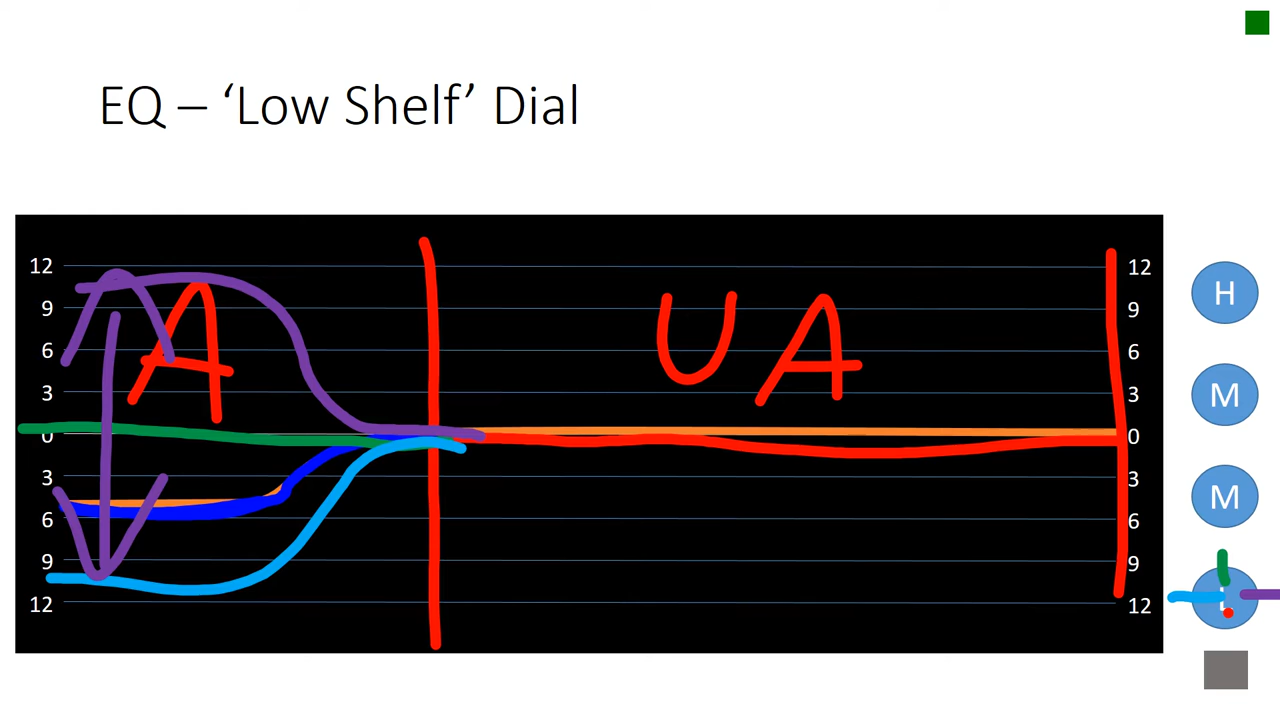 EQ – ‘Low Shelf’ Dial
12 12
9 9
6 6
3 3
0 0
3 3
6 6
9 9
12 12
A UA
H
M
M